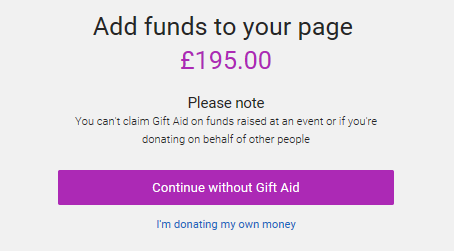 Add funds to your page
£195.00
Please note
You can't claim Gift Aid on funds raised at an event or if you're
donating on behalf of other people
Continue without Gift Aid
I'm donating my own money